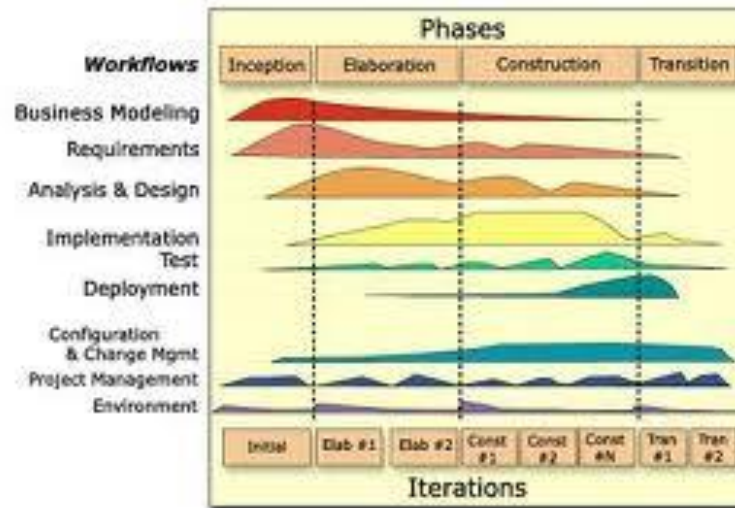 Phases
Workflows
Inception
Elaboration
Construction
Transition
Business Modeling
Requirements
Analysis & Design
Implementation
Test
Deployment
Configuration
& Change Mgmt
Project Management
Environment
Initial
Elab #1
Elab #2
Const
#1
Const
#2
Const
#N
Tran
#1
Tran
#2
Iterations